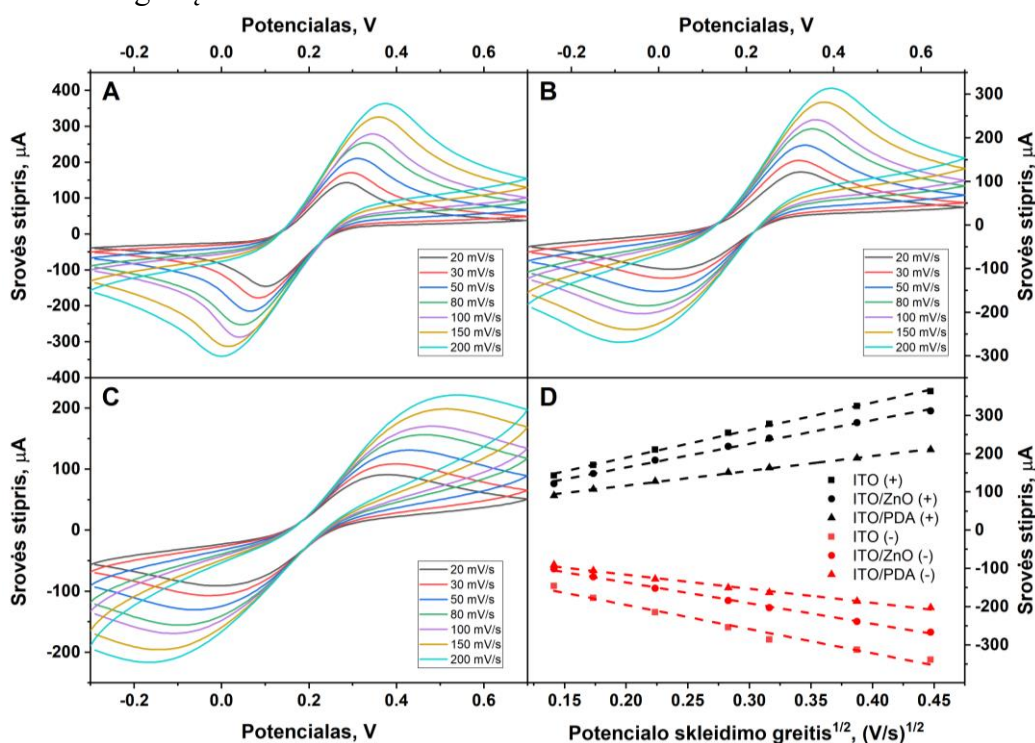 Potencialas, V
-0.2 0.0 0.2 0.4 0.6 -0.2 0.0 0.2 0.4 0.6
A
B
Srovės stipris, µA
400
300
200
100
0
-100
-200
-300
-400
20 mV/s
30 mV/s
50 mV/s
80 mV/s
100 mV/s
150 mV/s
200 mV/s
Potencialas, V
300
200
100
0
-100
-200
-300
Srovės stipris, µA
20 mV/s
30 mV/s
50 mV/s
80 mV/s
100 mV/s
150 mV/s
200 mV/s
C
Srovės stipris, µA
200
100
0
-100
-200
20 mV/s
30 mV/s
50 mV/s
80 mV/s
100 mV/s
150 mV/s
200 mV/s
-0.2 0.0 0.2 0.4 0.6
Potencialas, V
D
300
200
100
0
-100
-200
-300
Srovės stipris, µA
ITO (+)
ITO/ZnO (+)
ITO/PDA (+)
ITO (-)
ITO/ZnO (-)
ITO/PDA (-)
0.15 0.20 0.25 0.30 0.35 0.40 0.45
Potencialo skleidimo greitis^1/2, (V/s)^1/2